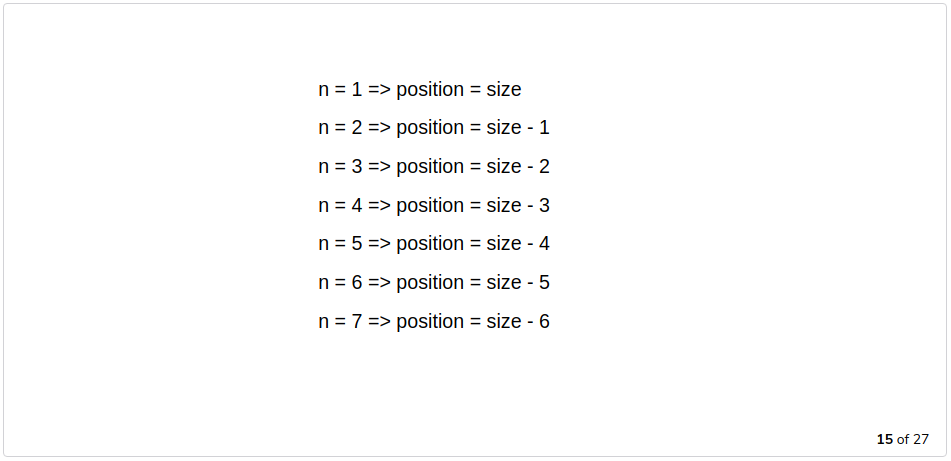 n = 1 => position = size
n = 2 => position = size - 1
n = 3 => position = size - 2
n = 4 => position = size - 3
n = 5 => position = size - 4
n = 6 => position = size - 5
n = 7 => position = size - 6
15 of 27